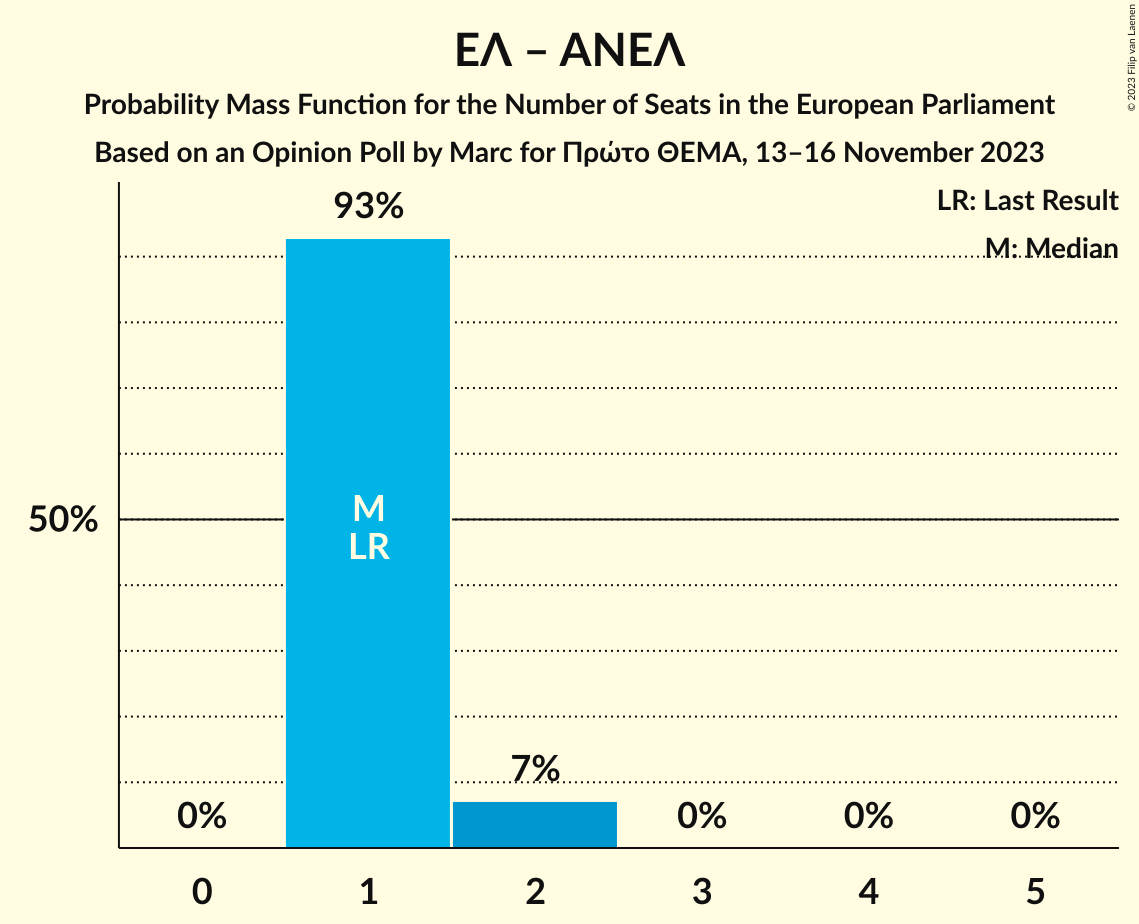 ΕΛ – ΑΝΕΛ
Probability Mass Function for the Number of Seats in the European Parliament
Based on an Opinion Poll by Marc for Πρώτο ΘΕΜΑ, 13–16 November 2023
© 2023 Filip van Laenen
LR: Last Result
M: Median
93%
50%
M
LR
7%
0%
0%
0%
0%
0
1
2
3
4
5